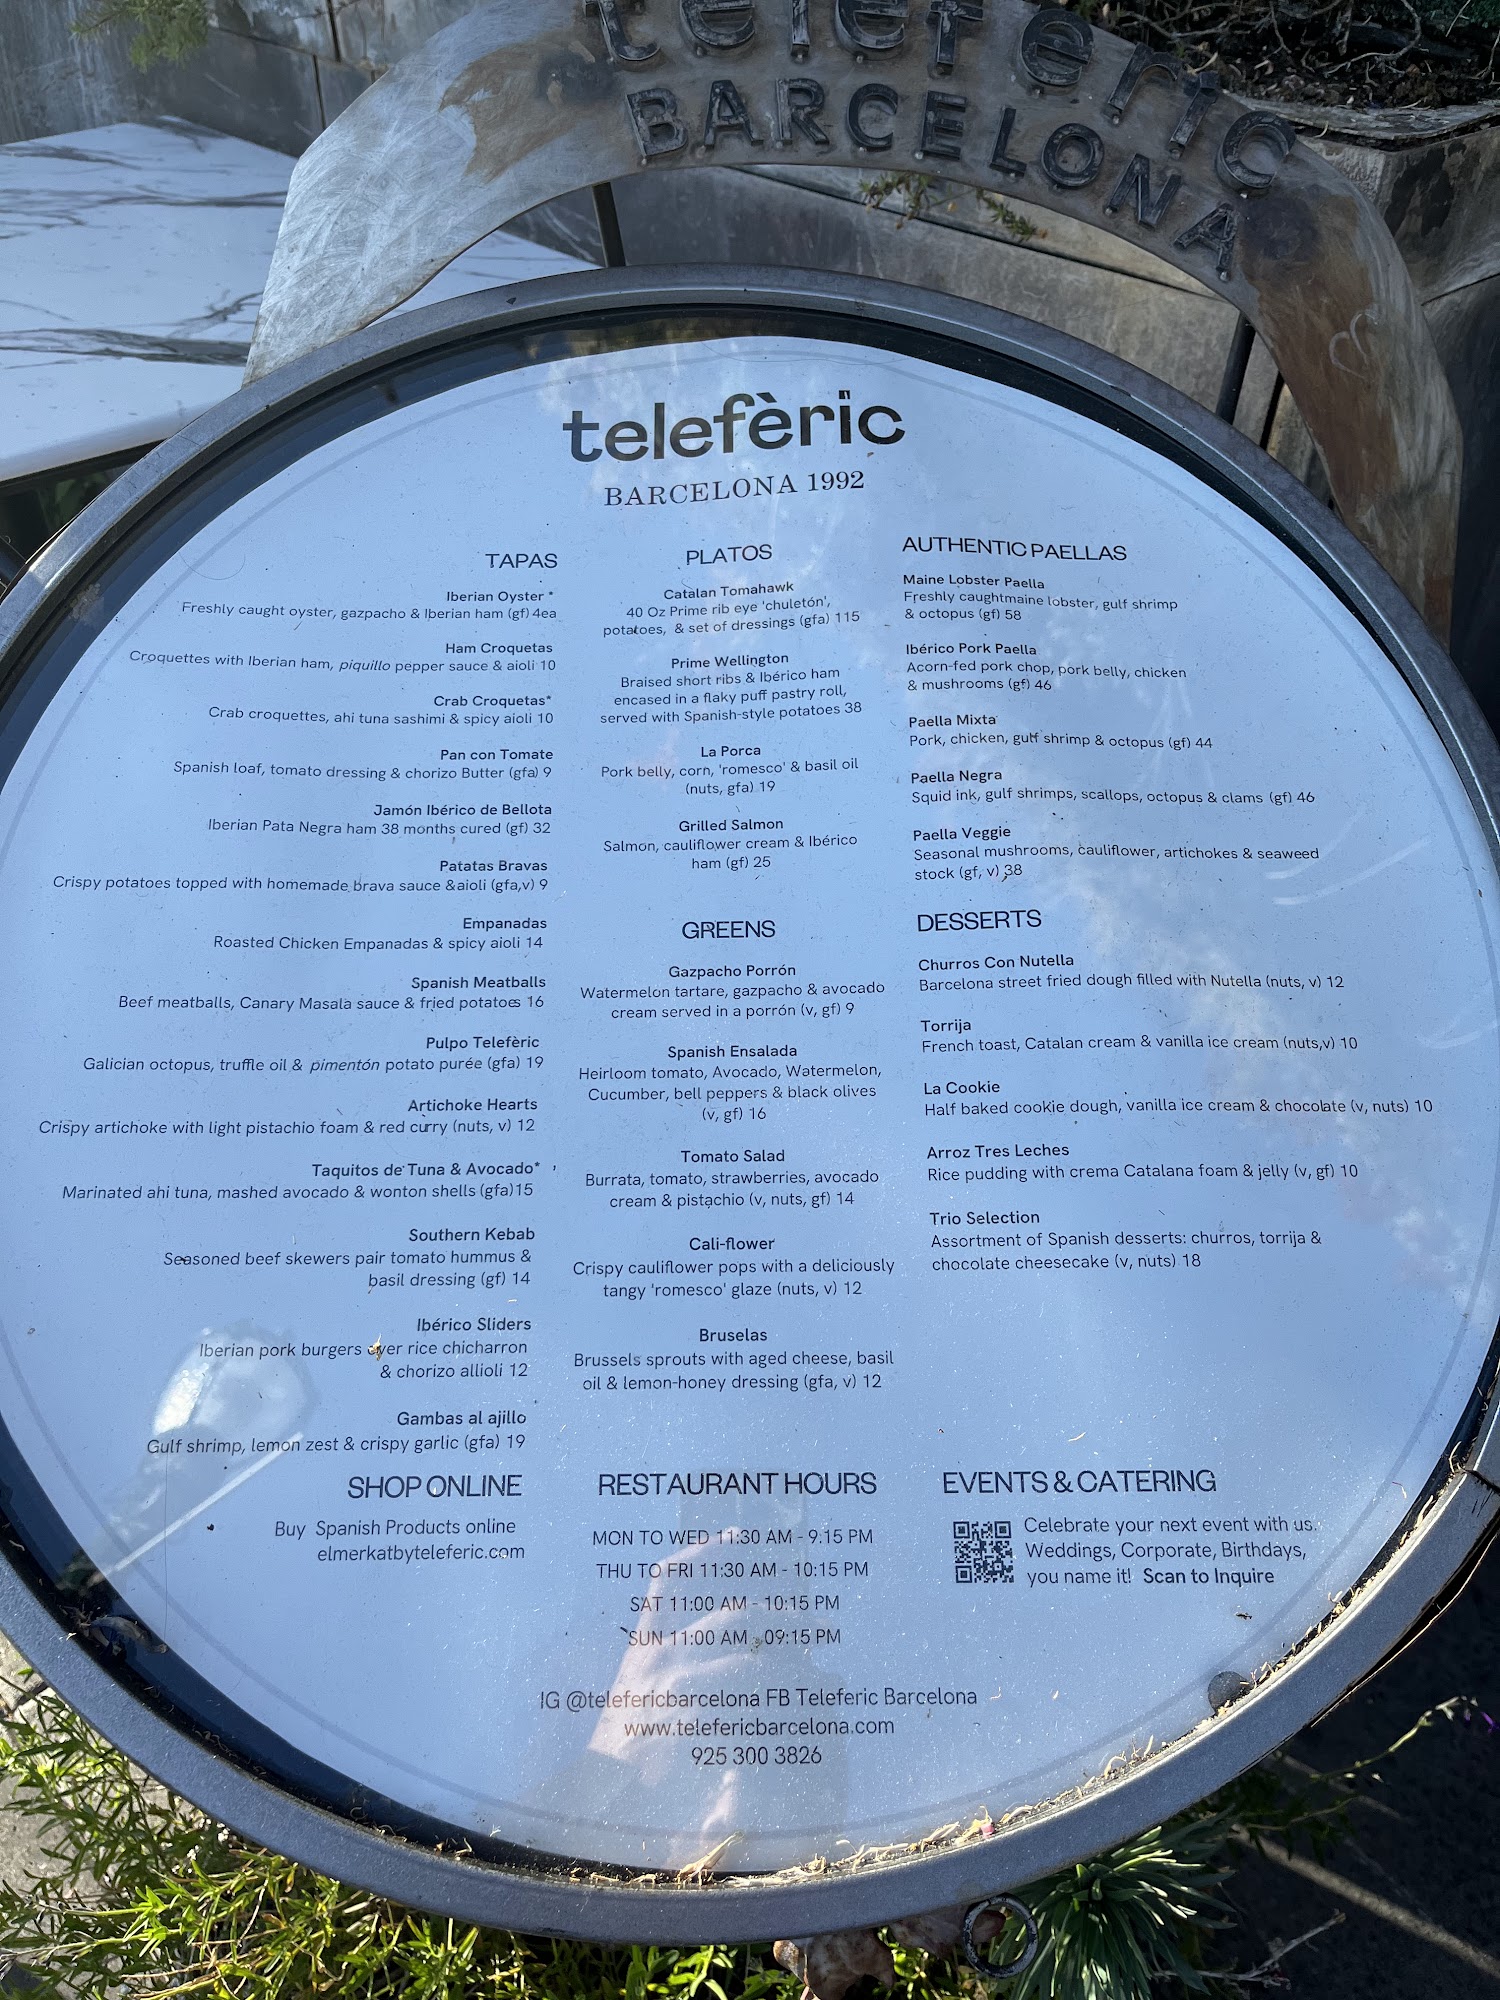 telefèric
BARCELONA
telefèric
BARCELONA 1992
TAPAS
Iberian Oyster *
Freshly caught oyster, gazpacho & Iberian ham (gf) 4ea
Ham Croquetas
Croquettes with Iberian ham, piquillo pepper sauce & aioli 10
Crab Croquetas*
Crab croquettes, ahi tuna sashimi & spicy aioli 10
Pan con Tomate
Spanish loaf, tomato dressing & chorizo Butter (gfa) 9
Jamón Ibérico de Bellota
Iberian Pata Negra ham 38 months cured (gf) 32
Patatas Bravas
Crispy potatoes topped with homemade brava sauce &aioli (gfa,v) 9
Empanadas
Roasted Chicken Empanadas & spicy aioli 14
Spanish Meatballs
Beef meatballs, Canary Masala sauce & fried potatoes 16
Pulpo Telefèric
Galician octopus, truffle oil & pimentón potato purée (gfa) 19
Artichoke Hearts
Crispy artichoke with light pistachio foam & red curry (nuts, v) 12
Taquitos de Tuna & Avocado*
Marinated ahi tuna, mashed avocado & wonton shells (gfa)15
Southern Kebab
Seasoned beef skewers pair tomato hummus &
basil dressing (gf) 14
Ibérico Sliders
Iberian pork burgers over rice chicharron
& chorizo allioli 12
Gambas al ajillo
Gulf shrimp, lemon zest & crispy garlic (gfa) 19
PLATOS
Catalan Tomahawk
40 Oz Prime rib eye 'chuletón',
potatoes, & set of dressings (gfa) 115
Prime Wellington
Braised short ribs & Ibérico ham
encased in a flaky puff pastry roll,
served with Spanish-style potatoes 38
La Porca
Pork belly, corn, 'romesco' & basil oil
(nuts, gfa) 19
Grilled Salmon
Salmon, cauliflower cream & Ibérico
ham (gf) 25
GREENS
Gazpacho Porrón
Watermelon tartare, gazpacho & avocado
cream served in a porrón (v, gf) 9
Spanish Ensalada
Heirloom tomato, Avocado, Watermelon,
Cucumber, bell peppers & black olives
(v, gf) 16
Tomato Salad
Burrata, tomato, strawberries, avocado
cream & pistachio (v, nuts, gf) 14
Cali-flower
Crispy cauliflower pops with a deliciously
tangy 'romesco' glaze (nuts, v) 12
Bruselas
Brussels sprouts with aged cheese, basil
oil & lemon-honey dressing (gfa, v) 12
AUTHENTIC PAELLAS
Maine Lobster Paella
Freshly caughtmaine lobster, gulf shrimp
& octopus (gf) 58
Ibérico Pork Paella
Acorn-fed pork chop, pork belly, chicken
& mushrooms (gf) 46
Paella Mixta
Pork, chicken, gulf shrimp & octopus (gf) 44
Paella Negra
Squid ink, gulf shrimps, scallops, octopus & clams (gf) 46
Paella Veggie
Seasonal mushrooms, cauliflower, artichokes & seaweed
stock (gf, v) 38
DESSERTS
Churros Con Nutella
Barcelona street fried dough filled with Nutella (nuts, v) 12
Torrija
French toast, Catalan cream & vanilla ice cream (nuts,v) 10
La Cookie
Half baked cookie dough, vanilla ice cream & chocolate (v, nuts) 10
Arroz Tres Leches
Rice pudding with crema Catalana foam & jelly (v, gf) 10
Trio Selection
Assortment of Spanish desserts: churros, torrija &
chocolate cheesecake (v, nuts) 18
SHOP ONLINE
Buy Spanish Products online
elmerkatbyteleferic.com
RESTAURANT HOURS
MON TO WED 11:30 AM - 9:15 PM
THU TO FRI 11:30 AM - 10:15 PM
SAT 11:00 AM - 10:15 PM
SUN 11:00 AM - 09:15 PM
EVENTS & CATERING
Celebrate your next event with us.
Weddings, Corporate, Birthdays,
you name it! Scan to Inquire
IG @telefericbarcelona FB Teleferic Barcelona
www.telefericbarcelona.com
925 300 3826